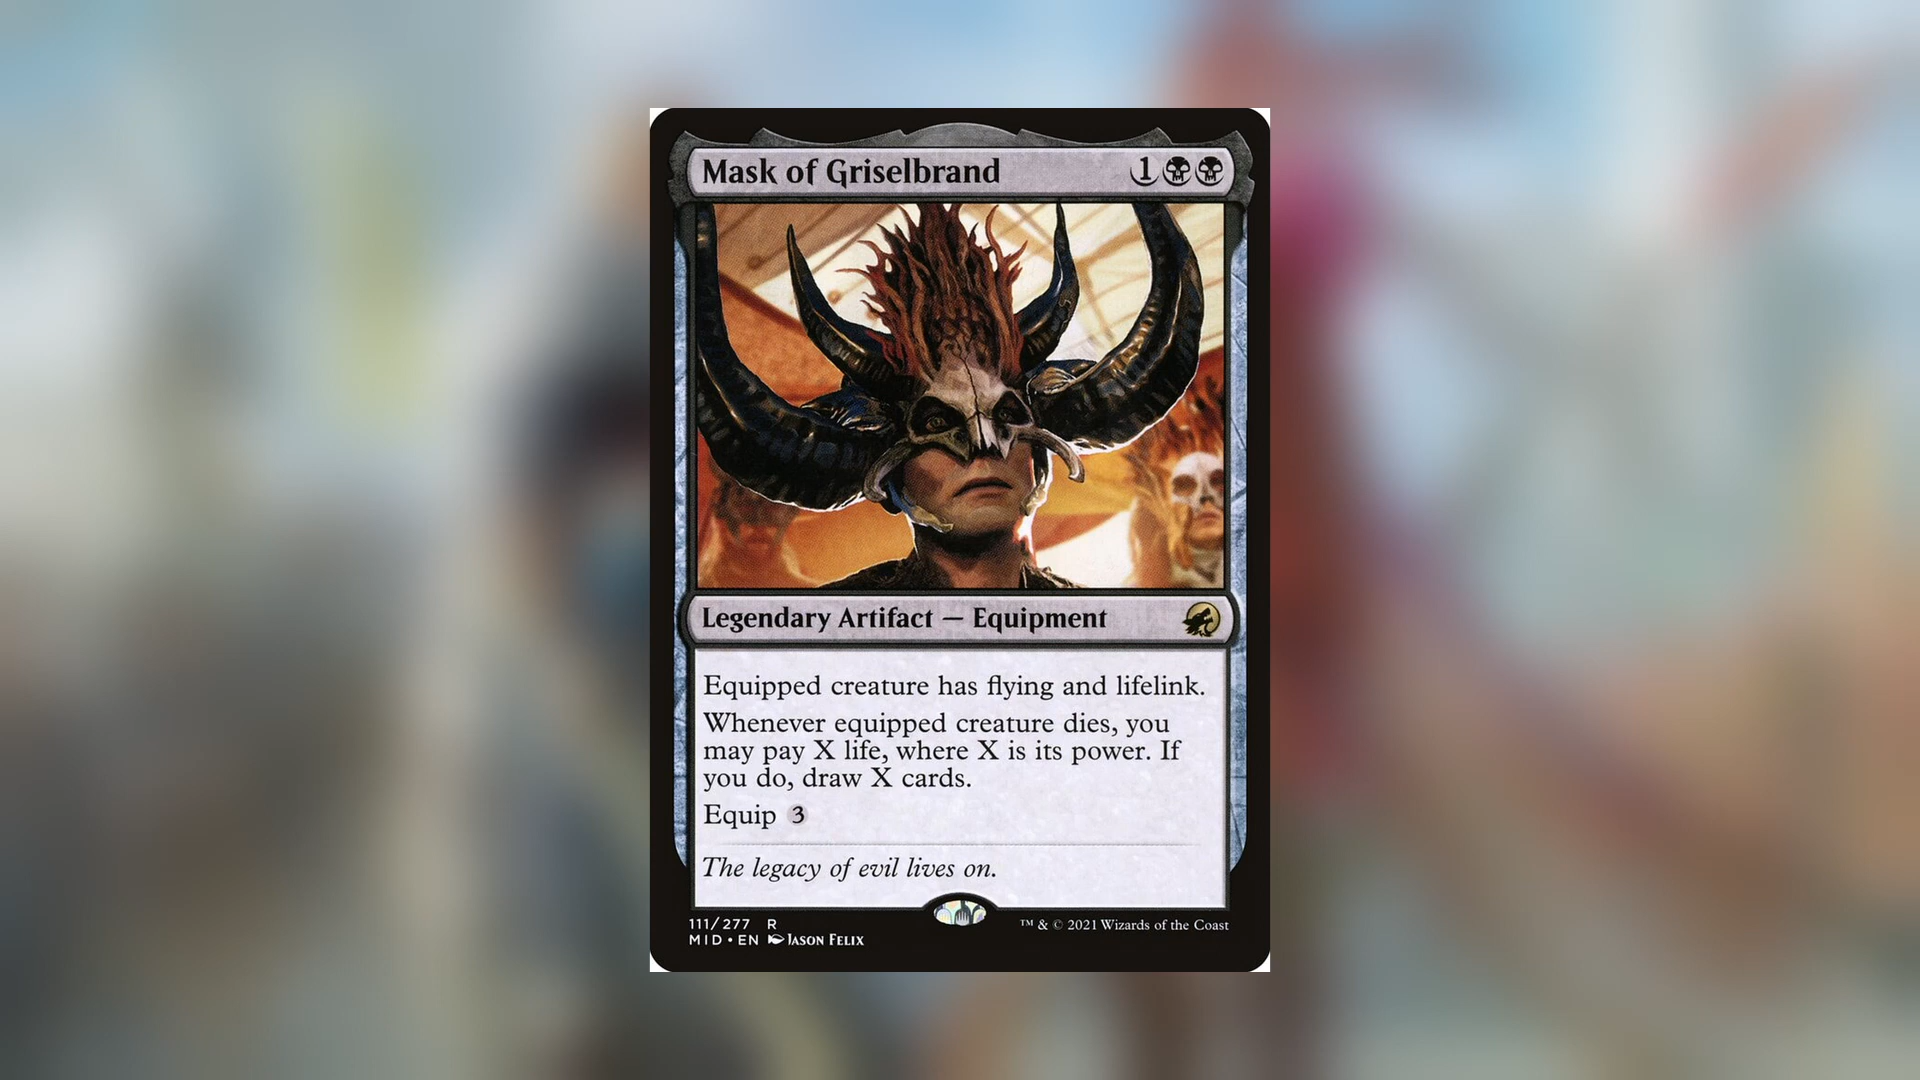 Mask of Griselbrand 1
Legendary Artifact — Equipment
Equipped creature has flying and lifelink.
Whenever equipped creature dies, you
may pay X life, where X is its power. If
you do, draw X cards.
Equip 3
The legacy of evil lives on.
111/277 R
MID • EN Jason Felix
™ & © 2021 Wizards of the Coast